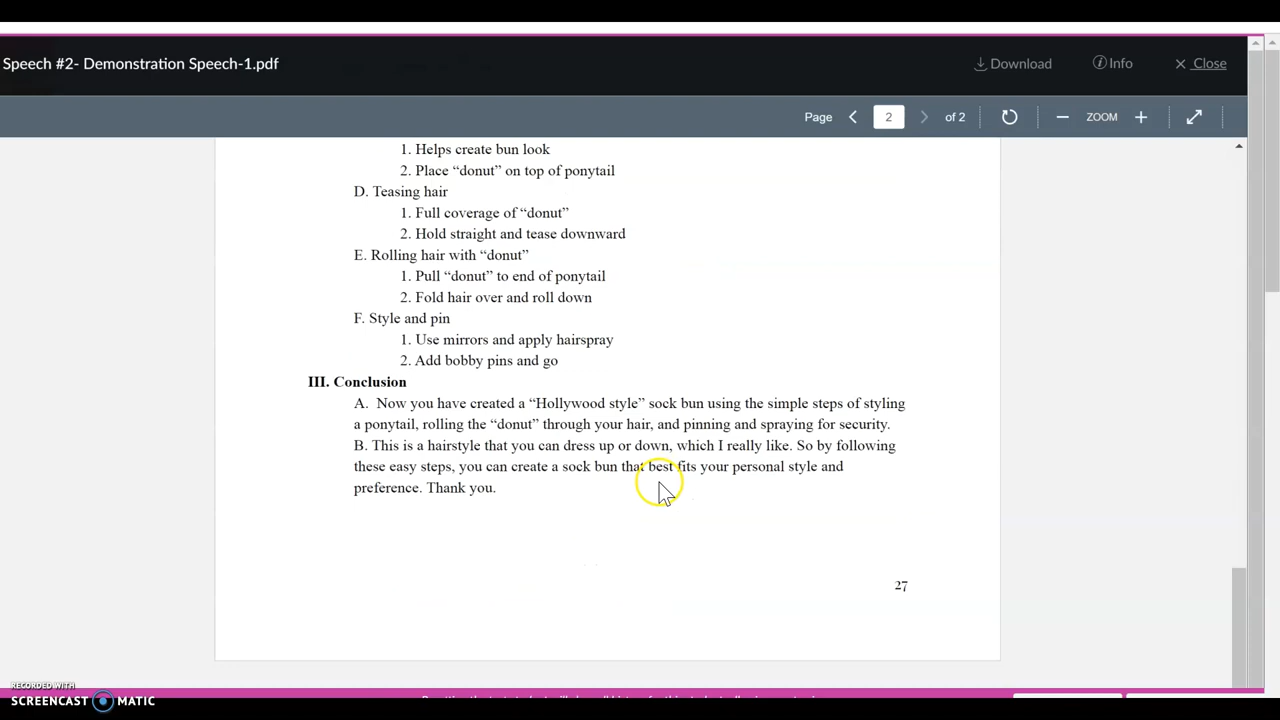 Speech #2- Demonstration Speech-1.pdf
Download
Info
Close
Page
2
of 2
ZOOM
1. Helps create bun look
2. Place “donut” on top of ponytail
D. Teasing hair
1. Full coverage of “donut”
2. Hold straight and tease downward
E. Rolling hair with “donut”
1. Pull “donut” to end of ponytail
2. Fold hair over and roll down
F. Style and pin
1. Use mirrors and apply hairspray
2. Add bobby pins and go
III. Conclusion
A. Now you have created a “Hollywood style” sock bun using the simple steps of styling
a ponytail, rolling the “donut” through your hair, and pinning and spraying for security.
B. This is a hairstyle that you can dress up or down, which I really like. So by following
these easy steps, you can create a sock bun that best fits your personal style and
preference. Thank you.
27
RECORDED WITH
SCREENCAST MATIC